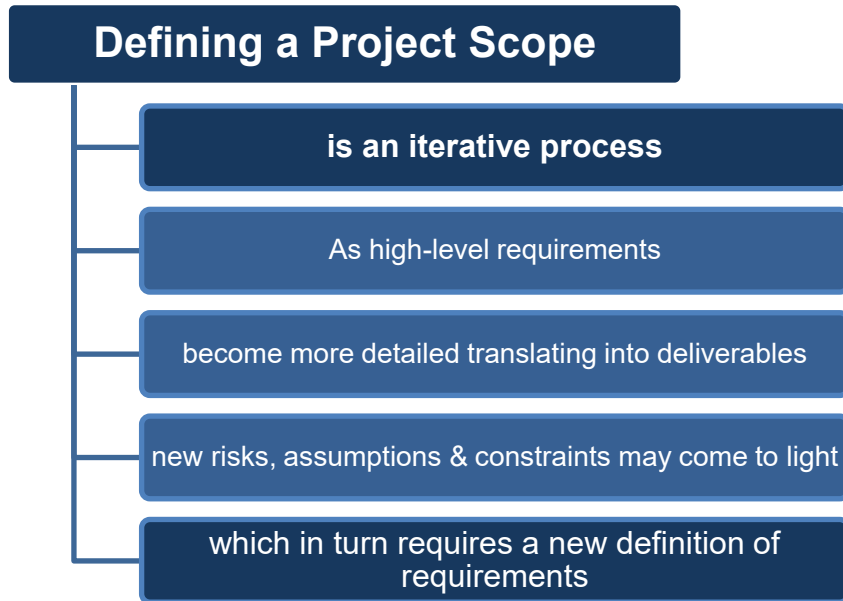 Defining a Project Scope
is an iterative process
As high-level requirements
become more detailed translating into deliverables
new risks, assumptions & constraints may come to light
which in turn requires a new definition of
requirements